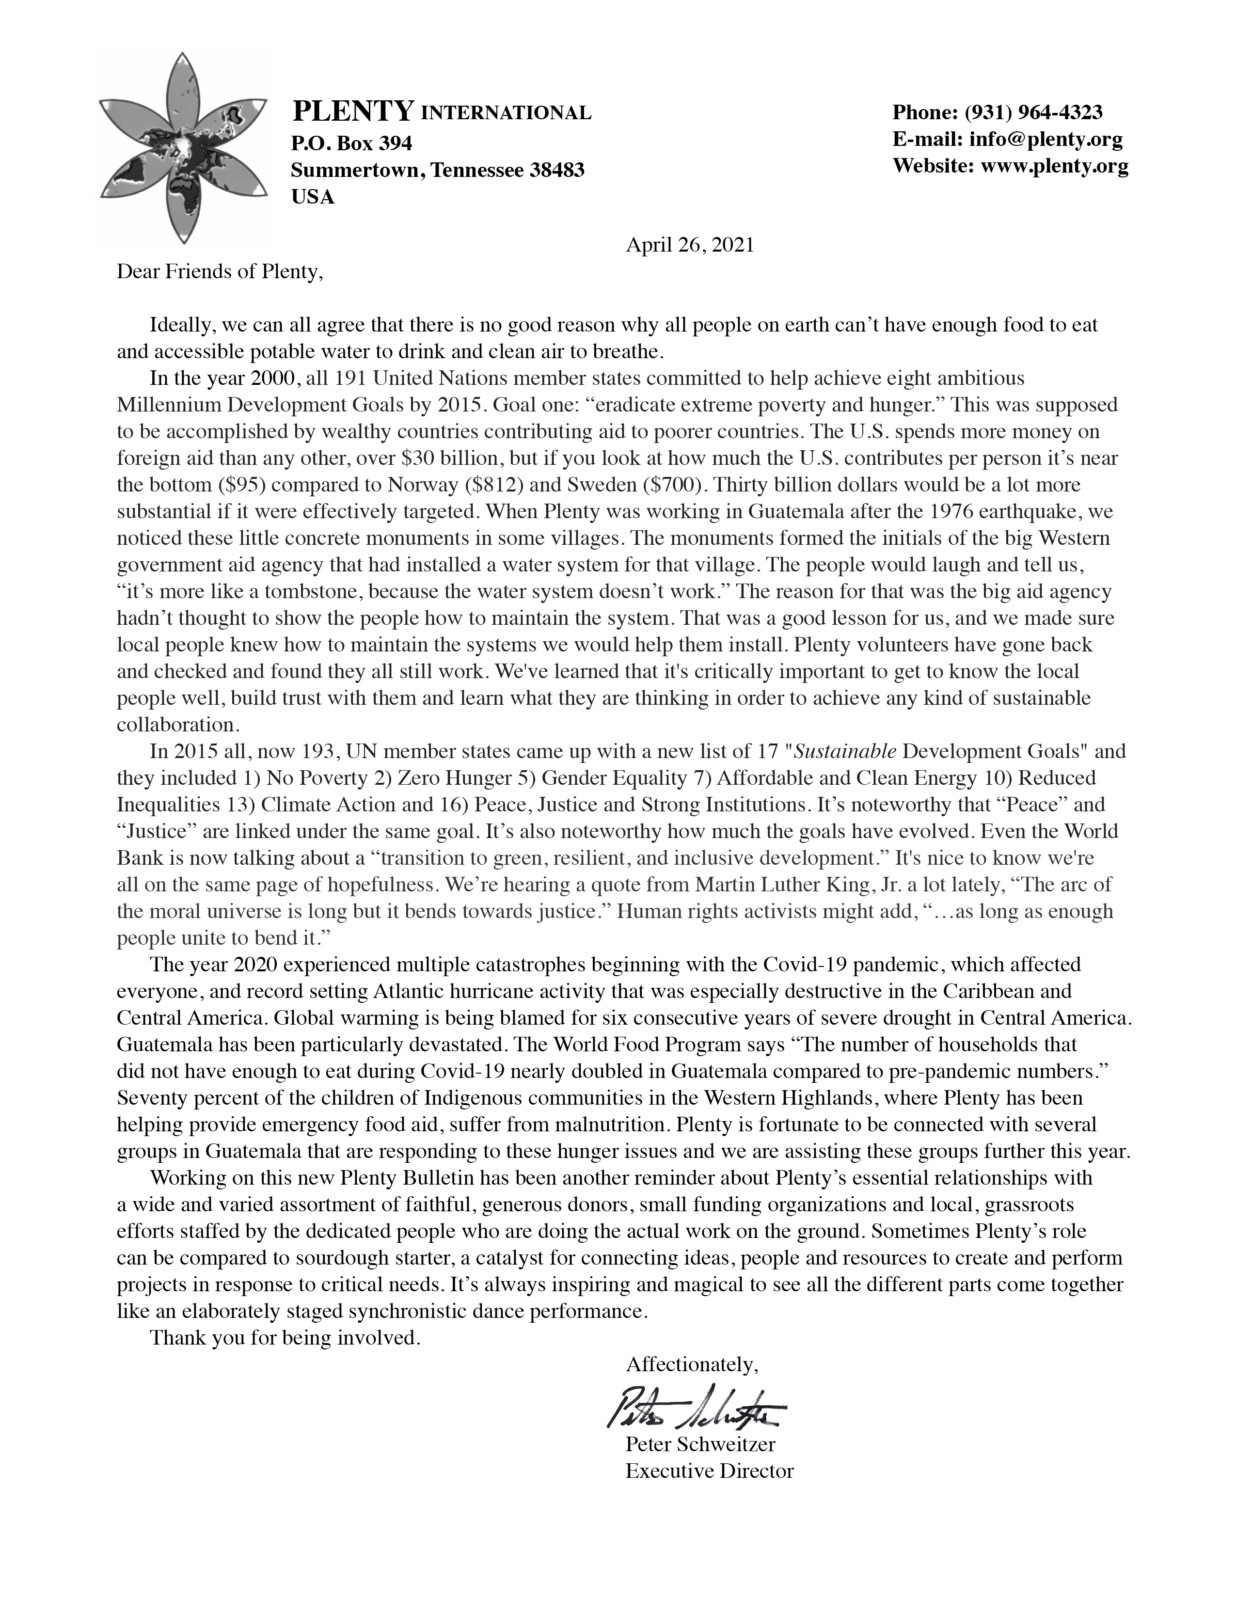 PLENTY INTERNATIONAL
P.O. Box 394
Summertown, Tennessee 38483
USA
Phone: (931) 964-4323
E-mail: info@plenty.org
Website: www.plenty.org
April 26, 2021
Dear Friends of Plenty,
Ideally, we can all agree that there is no good reason why all people on earth can’t have enough food to eat
and accessible potable water to drink and clean air to breathe.
In the year 2000, all 191 United Nations member states committed to help achieve eight ambitious
Millennium Development Goals by 2015. Goal one: “eradicate extreme poverty and hunger.” This was supposed
to be accomplished by wealthy countries contributing aid to poorer countries. The U.S. spends more money on
foreign aid than any other, over $30 billion, but if you look at how much the U.S. contributes per person it’s near
the bottom ($95) compared to Norway ($812) and Sweden ($700). Thirty billion dollars would be a lot more
substantial if it were effectively targeted. When Plenty was working in Guatemala after the 1976 earthquake, we
noticed these little concrete monuments in some villages. The monuments formed the initials of the big Western
government aid agency that had installed a water system for that village. The people would laugh and tell us,
“it’s more like a tombstone, because the water system doesn’t work.” The reason for that was the big aid agency
hadn’t thought to show the people how to maintain the system. That was a good lesson for us, and we made sure
local people knew how to maintain the systems we would help them install. Plenty volunteers have gone back
and checked and found they all still work. We've learned that it's critically important to get to know the local
people well, build trust with them and learn what they are thinking in order to achieve any kind of sustainable
collaboration.
In 2015 all, now 193, UN member states came up with a new list of 17 "Sustainable Development Goals" and
they included 1) No Poverty 2) Zero Hunger 5) Gender Equality 7) Affordable and Clean Energy 10) Reduced
Inequalities 13) Climate Action and 16) Peace, Justice and Strong Institutions. It’s noteworthy that “Peace” and
“Justice” are linked under the same goal. It’s also noteworthy how much the goals have evolved. Even the World
Bank is now talking about a “transition to green, resilient, and inclusive development.” It's nice to know we're
all on the same page of hopefulness. We’re hearing a quote from Martin Luther King, Jr. a lot lately, “The arc of
the moral universe is long but it bends towards justice.” Human rights activists might add, “…as long as enough
people unite to bend it.”
The year 2020 experienced multiple catastrophes beginning with the Covid-19 pandemic, which affected
everyone, and record setting Atlantic hurricane activity that was especially destructive in the Caribbean and
Central America. Global warming is being blamed for six consecutive years of severe drought in Central America.
Guatemala has been particularly devastated. The World Food Program says “The number of households that
did not have enough to eat during Covid-19 nearly doubled in Guatemala compared to pre-pandemic numbers.”
Seventy percent of the children of Indigenous communities in the Western Highlands, where Plenty has been
helping provide emergency food aid, suffer from malnutrition. Plenty is fortunate to be connected with several
groups in Guatemala that are responding to these hunger issues and we are assisting these groups further this year.
Working on this new Plenty Bulletin has been another reminder about Plenty’s essential relationships with
a wide and varied assortment of faithful, generous donors, small funding organizations and local, grassroots
efforts staffed by the dedicated people who are doing the actual work on the ground. Sometimes Plenty’s role
can be compared to sourdough starter, a catalyst for connecting ideas, people and resources to create and perform
projects in response to critical needs. It’s always inspiring and magical to see all the different parts come together
like an elaborately staged synchronistic dance performance.
Thank you for being involved.
Affectionately,
Peter Schweitzer
Peter Schweitzer
Executive Director